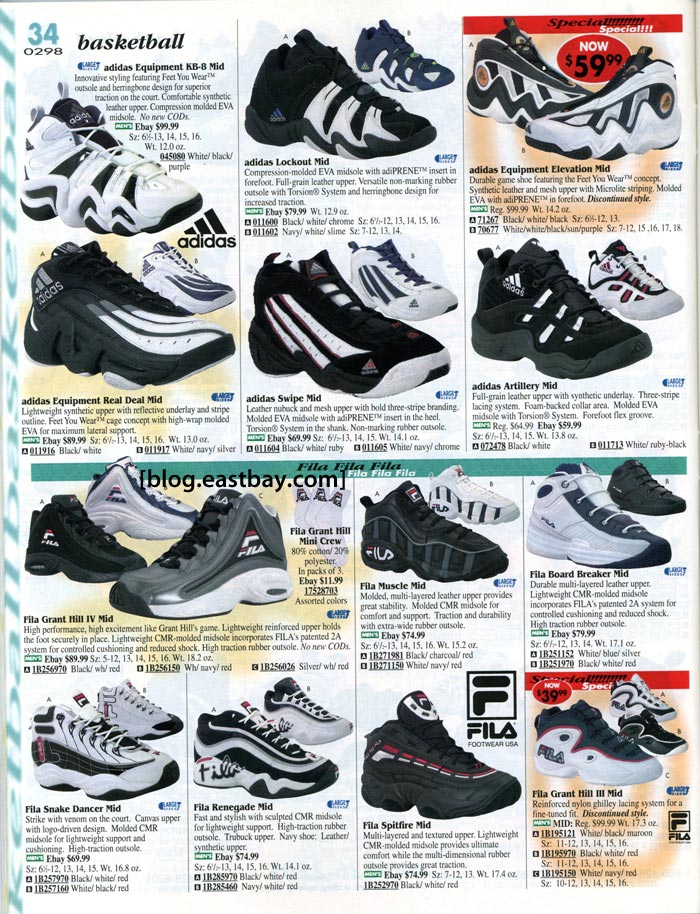 34
0298
basketball
LARGE SIZES
adidas Equipment KB-8 Mid
Innovative styling featuring Feet You Wear™
outsole and herringbone design for superior
traction on the court. Comfortable synthetic
leather upper. Compression molded EVA
midsole. No new CODs.
MEN'S Ebay $99.99
Sz: 6½-13, 14, 15, 16.
Wt. 12.0 oz.
045080 White/ black/
purple
adidas
A
B
adidas Lockout Mid
LARGE SIZES
Compression-molded EVA midsole with adiPRENE™ insert in
forefoot. Full-grain leather upper. Versatile non-marking rubber
outsole with Torsion® System and herringbone design for
increased traction.
MEN'S Ebay $79.99 Wt. 12.9 oz.
A 011600 Black/ white/ chrome Sz: 6½-12, 13, 14, 15, 16.
B 011602 Navy/ white/ slime Sz: 7-12, 13, 14.
Special!!!!!!!!!
Special!!!
NOW
$59.99
A
B
adidas Equipment Elevation Mid
LARGE SIZES
Durable game shoe featuring the Feet You Wear™ concept.
Synthetic leather and mesh upper with Microlite striping. Molded
EVA with adiPRENE in forefoot. Discontinued style.
MEN'S Reg. $99.99 Wt. 14.2 oz.
A 71267 Black/ white/ black Sz: 6½-12, 13.
B 70677 White/white/black/sun/purple Sz: 7-12, 15 ,16, 17, 18.
A
B
adidas Equipment Real Deal Mid
LARGE SIZES
Lightweight synthetic upper with reflective underlay and stripe
outline. Feet You Wear™ cage concept with high-wrap molded
EVA for maximum lateral support.
MEN'S Ebay $89.99 Sz: 6½-13, 14, 15, 16. Wt. 13.0 oz.
A 011916 Black/ white B 011917 White/ navy/ silver
A
B
adidas Swipe Mid
LARGE SIZES
Leather nubuck and mesh upper with bold three-stripe branding.
Molded EVA midsole with adiPRENE insert in the heel.
Torsion® System in the shank. Non-marking rubber outsole.
MEN'S Ebay $69.99 Sz: 6½-13, 14, 15, 16. Wt. 14.1 oz.
A 011604 Black/ white/ ruby B 011605 White/ navy/ chrome
A
B
adidas Artillery Mid
LARGE SIZES
Full-grain leather upper with synthetic underlay. Three-stripe
lacing system. Foam-backed collar area. Molded EVA
midsole with Torsion® System. Forefoot flex groove.
MEN'S Reg. $64.99 Ebay $59.99
Sz: 6½-13, 14, 15, 16. Wt. 13.8 oz.
A 072478 Black/ white B 011713 White/ ruby-black
[blog.eastbay.com]
Fila Fila Fila
Fila Fila Fila
A
B
C
Fila Grant Hill
Mini Crew
80% cotton/ 20%
polyester.
In packs of 3.
Ebay $11.99
17528703
Assorted colors
Fila Grant Hill IV Mid
LARGE SIZES
High performance, high excitement like Grant Hill's game. Lightweight reinforced upper holds
the foot securely in place. Lightweight CMR-molded midsole incorporates FILA's patented 2A
system for controlled cushioning and reduced shock. High traction rubber outsole. No new CODs.
MEN'S Ebay $89.99 Sz: 5-12, 13, 14, 15, 16. Wt. 18.2 oz.
A 1B256970 Black/ wh/ red B 1B256150 Wh/ navy/ red C 1B256026 Silver/ wh/ red
A
B
Fila Muscle Mid
LARGE SIZES
Molded, multi-layered leather upper provides
great stability. Molded CMR midsole for
comfort and support. Traction and durability
with extra-wide rubber outsole.
MEN'S Ebay $74.99
Sz: 6½-13, 14, 15, 16. Wt. 15.2 oz.
A 1B271981 Black/ charcoal/ red
B 1B271150 White/ navy/ red
A
B
Fila Board Breaker Mid
LARGE SIZES
Durable multi-layered leather upper.
Lightweight CMR-molded midsole
incorporates FILA's patented 2A system for
controlled cushioning and reduced shock.
High traction rubber outsole.
MEN'S Ebay $79.99
Sz: 6½-12, 13, 14. Wt. 17.1 oz.
A 1B251152 White/ blue/ silver
B 1B251970 Black/ white/ red
A
B
Fila Snake Dancer Mid
LARGE SIZES
Strike with venom on the court. Canvas upper
with logo-driven design. Molded CMR
midsole for lightweight support and
cushioning. High-traction outsole.
MEN'S Ebay $69.99
Sz: 6½-12, 13, 14, 15. Wt. 16.8 oz.
A 1B257970 Black/ white/ red
B 1B257160 White/ black/ red
A
B
Fila Renegade Mid
LARGE SIZES
Fast and stylish with sculpted CMR midsole
for lightweight support. High-traction rubber
outsole. Trubuck upper. Navy shoe: Leather/
synthetic upper.
MEN'S Ebay $74.99
Sz: 6½-13, 14, 15, 16. Wt. 14.1 oz.
A 1B285970 Black/ white/ red
B 1B285460 Navy/ white/ red
FILA
FOOTWEAR USA
Fila Spitfire Mid
LARGE SIZES
Multi-layered and textured upper. Lightweight
CMR-molded midsole provides ultimate
comfort while the multi-dimensional rubber
outsole provides great traction.
MEN'S Ebay $74.99 Sz: 7-12, 13. Wt. 17.4 oz.
1B252970 Black/ white/ red
Special!!!!!!!!!
Special!!!
NOW
$39.99
A
B
C
Fila Grant Hill III Mid
LARGE SIZES
Reinforced nylon ghilley lacing system for a
fine-tuned fit. Discontinued style.
MEN'S MID: Reg. $99.99 Wt. 17.3 oz.
A 1B195121 White/ black/ maroon
Sz: 11-12, 13, 14, 15, 16.
B 1B195970 Black/ white/ red
Sz: 11-12, 13, 14, 15, 16.
C 1B195150 White/ navy/ red
Sz: 10-12, 13, 14, 15, 16.
FILA